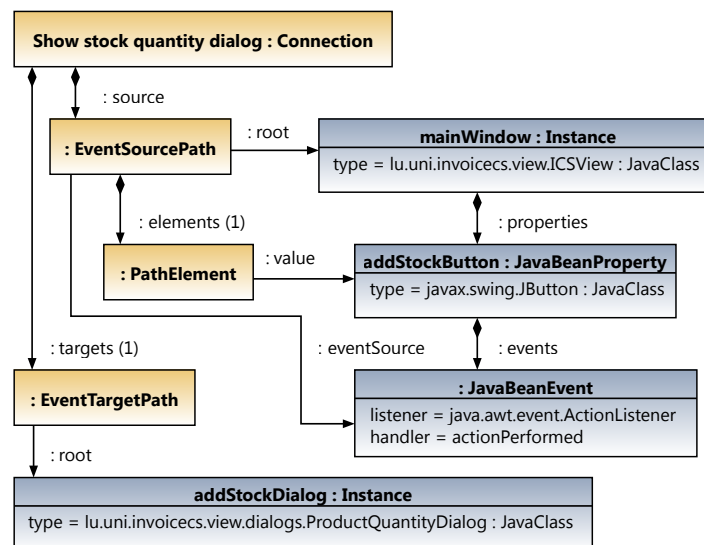 Show stock quantity dialog : Connection
: source
: EventSourcePath
: root
mainWindow : Instance
type = lu.uni.invoicecs.view.ICSView : JavaClass
: elements (1)
: properties
: PathElement
: value
addStockButton : JavaBeanProperty
type = javax.swing.JButton : JavaClass
: targets (1)
: eventSource
: events
: EventTargetPath
: JavaBeanEvent
listener = java.awt.event.ActionListener
handler = actionPerformed
: root
addStockDialog : Instance
type = lu.uni.invoicecs.view.dialogs.ProductQuantityDialog : JavaClass